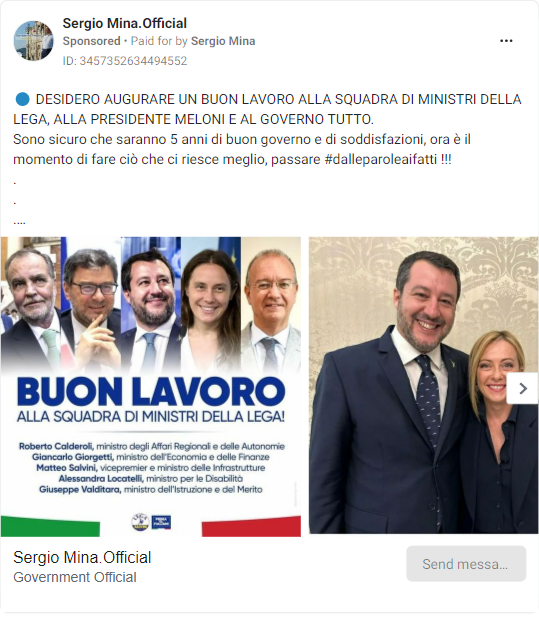 Sergio Mina.Official
Sponsored • Paid for by Sergio Mina
ID: 3457352634494552
🔵 DESIDERO AUGURARE UN BUON LAVORO ALLA SQUADRA DI MINISTRI DELLA
LEGA, ALLA PRESIDENTE MELONI E AL GOVERNO TUTTO.
Sono sicuro che saranno 5 anni di buon governo e di soddisfazioni, ora è il
momento di fare ciò che ci riesce meglio, passare #dalleparoleaifatti !!!
.
.
....
BUON LAVORO
ALLA SQUADRA DI MINISTRI DELLA LEGA!
Roberto Calderoli, ministro degli Affari Regionali e delle Autonomie
Giancarlo Giorgetti, ministro dell'Economia e delle Finanze
Matteo Salvini, vicepremier e ministro delle Infrastrutture
Alessandra Locatelli, ministro per le Disabilità
Giuseppe Valditara, ministro dell'Istruzione e del Merito
Sergio Mina.Official
Government Official
Send messa...